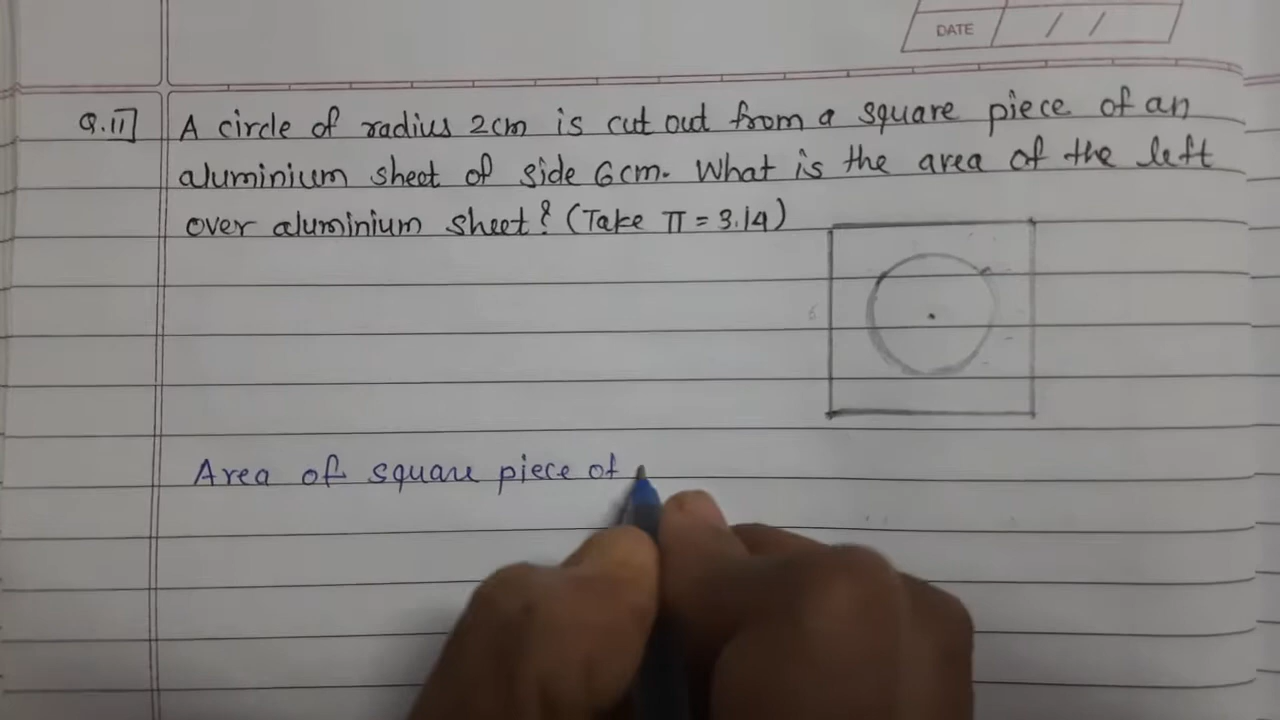 DATE / /
Q.11] A circle of radius 2cm is cut out from a square piece of an
aluminium sheet of side 6cm. What is the area of the left
over aluminium sheet? (Take π = 3.14)
6
Area of square piece of